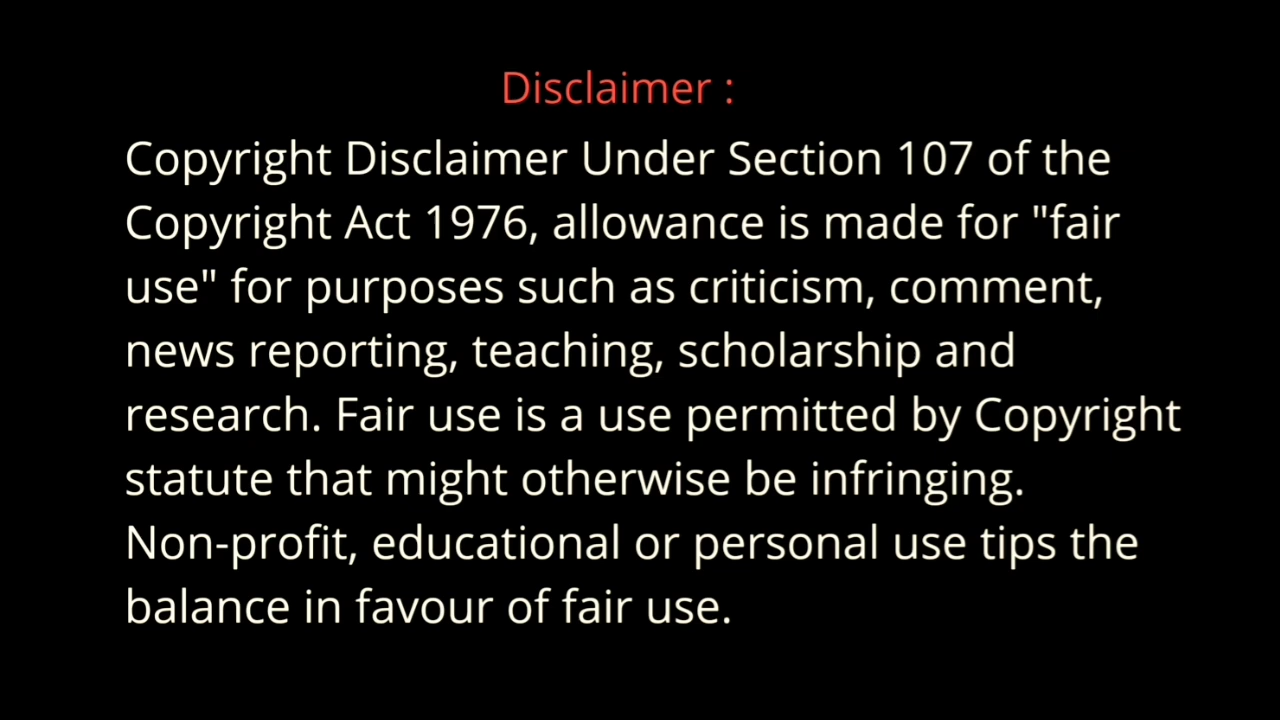 Disclaimer :
Copyright Disclaimer Under Section 107 of the
Copyright Act 1976, allowance is made for "fair
use" for purposes such as criticism, comment,
news reporting, teaching, scholarship and
research. Fair use is a use permitted by Copyright
statute that might otherwise be infringing.
Non-profit, educational or personal use tips the
balance in favour of fair use.